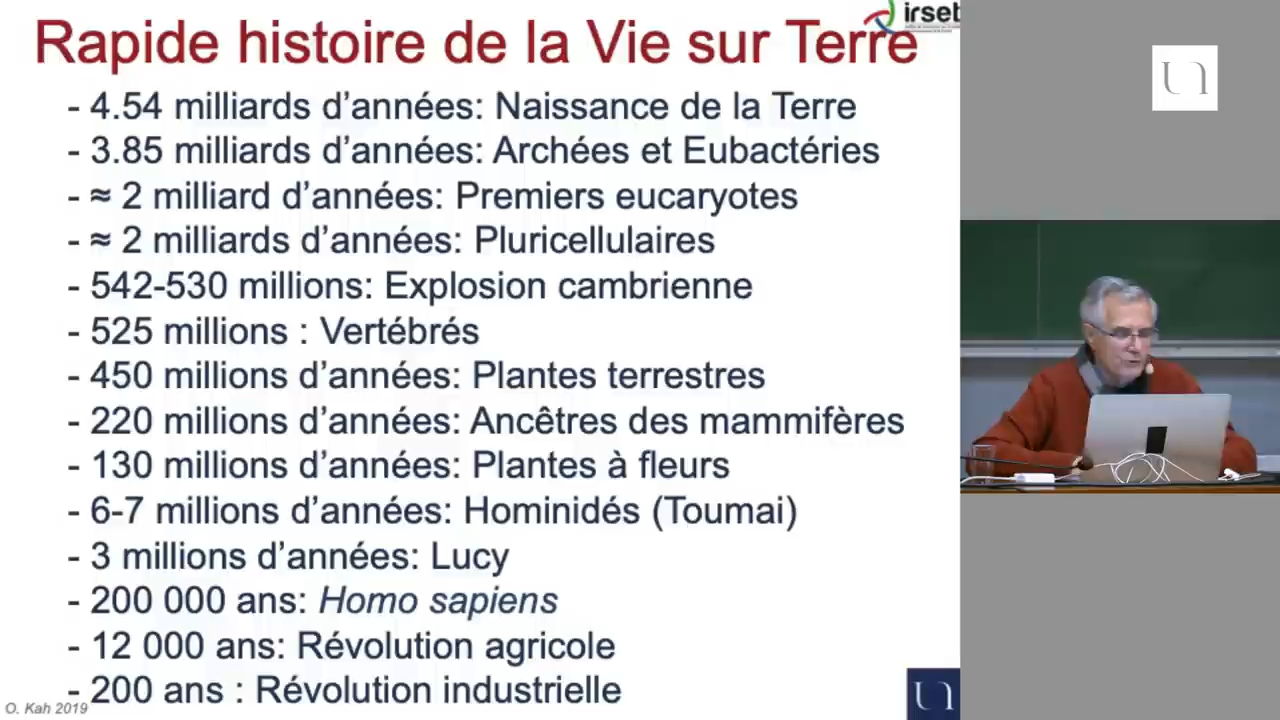 irset
Rapide histoire de la Vie sur Terre
- 4.54 milliards d’années: Naissance de la Terre
- 3.85 milliards d’années: Archées et Eubactéries
- ≈ 2 milliard d’années: Premiers eucaryotes
- ≈ 2 milliards d’années: Pluricellulaires
- 542-530 millions: Explosion cambrienne
- 525 millions : Vertébrés
- 450 millions d’années: Plantes terrestres
- 220 millions d’années: Ancêtres des mammifères
- 130 millions d’années: Plantes à fleurs
- 6-7 millions d’années: Hominidés (Toumai)
- 3 millions d’années: Lucy
- 200 000 ans: Homo sapiens
- 12 000 ans: Révolution agricole
- 200 ans : Révolution industrielle
O. Kah 2019